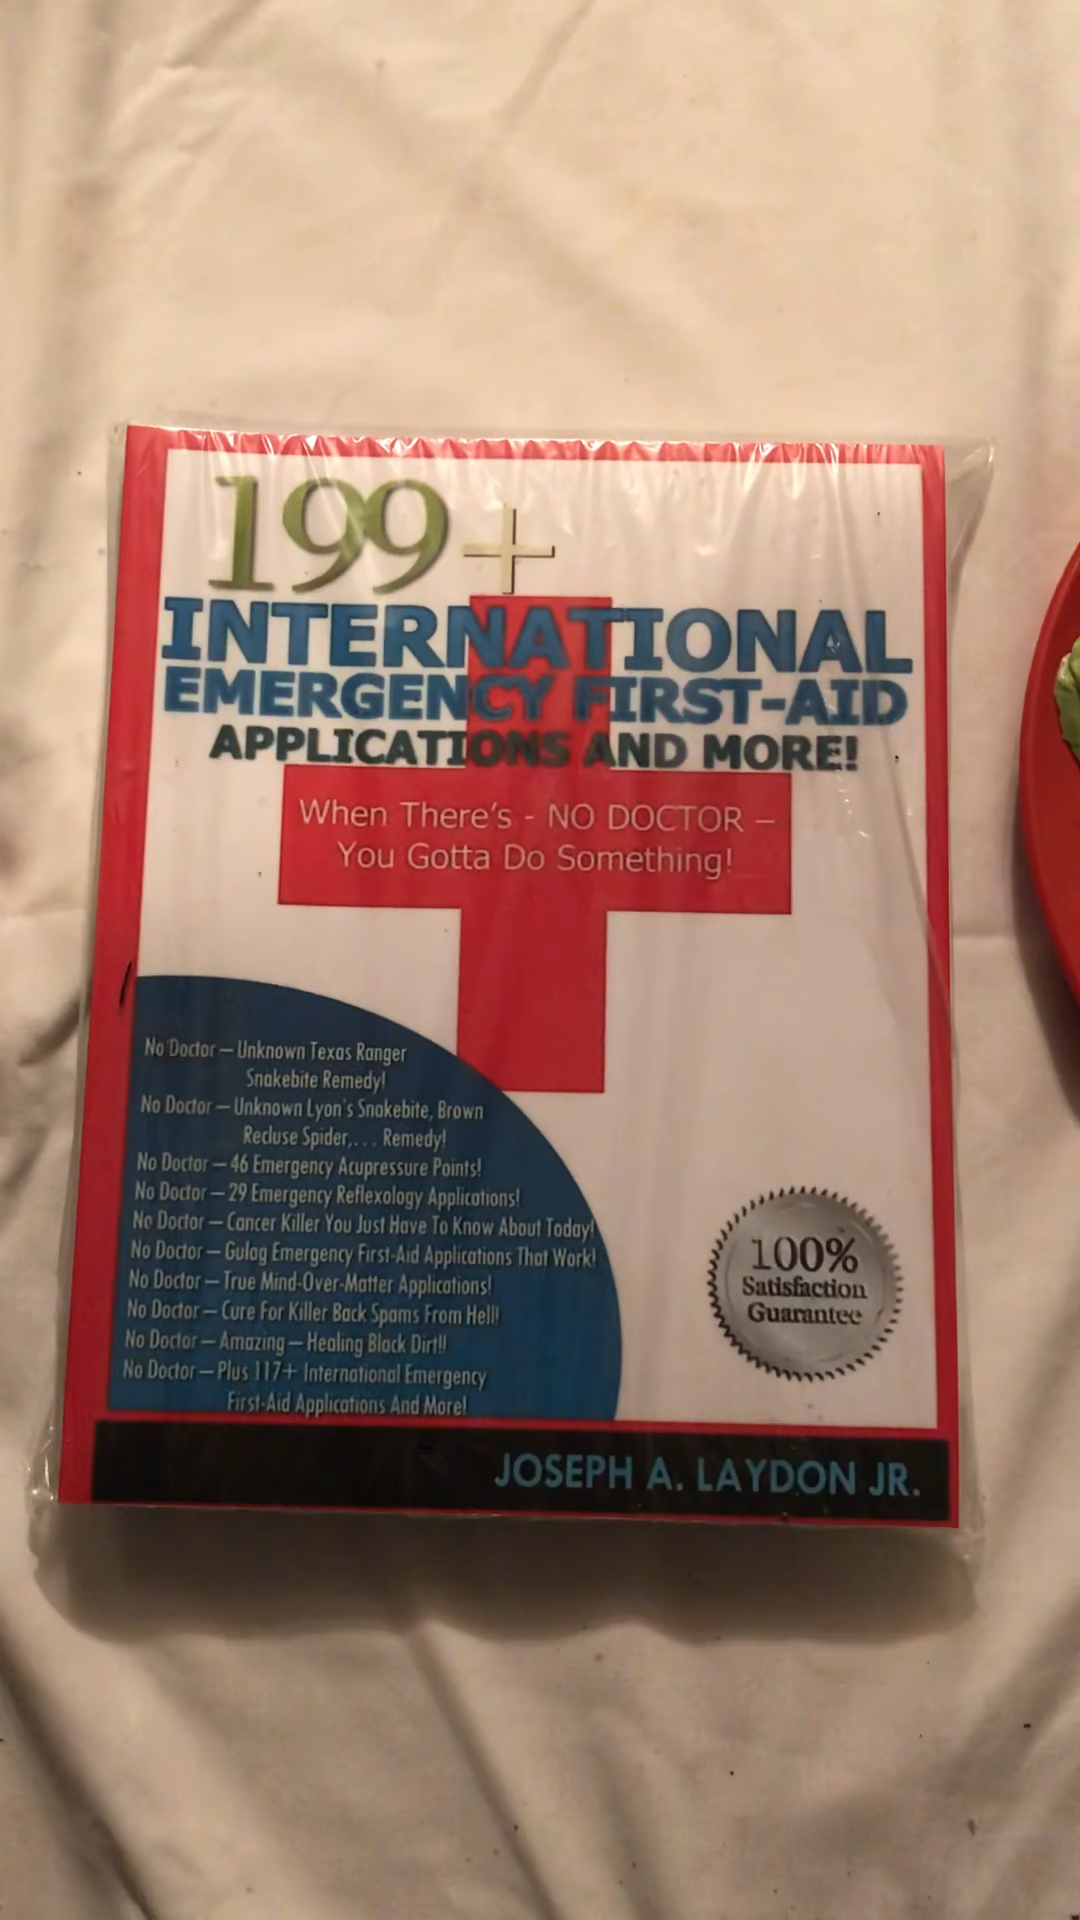 199+
INTERNATIONAL
EMERGENCY FIRST-AID
APPLICATIONS AND MORE!
When There's - NO DOCTOR –
You Gotta Do Something!
No Doctor – Unknown Texas Ranger
Snakebite Remedy!
No Doctor – Unknown Lyon's Snakebite, Brown
Recluse Spider,... Remedy!
No Doctor – 46 Emergency Acupressure Points!
No Doctor – 29 Emergency Reflexology Applications!
No Doctor – Cancer Killer You Just Have To Know About Today!
No Doctor – Gulag Emergency First-Aid Applications That Work!
No Doctor – True Mind-Over-Matter Applications!
No Doctor – Cure For Killer Back Spams From Hell!
No Doctor – Amazing – Healing Black Dirt!!
No Doctor – Plus 117+ International Emergency
First-Aid Applications And More!
100%
Satisfaction
Guarantee
JOSEPH A. LAYDON JR.